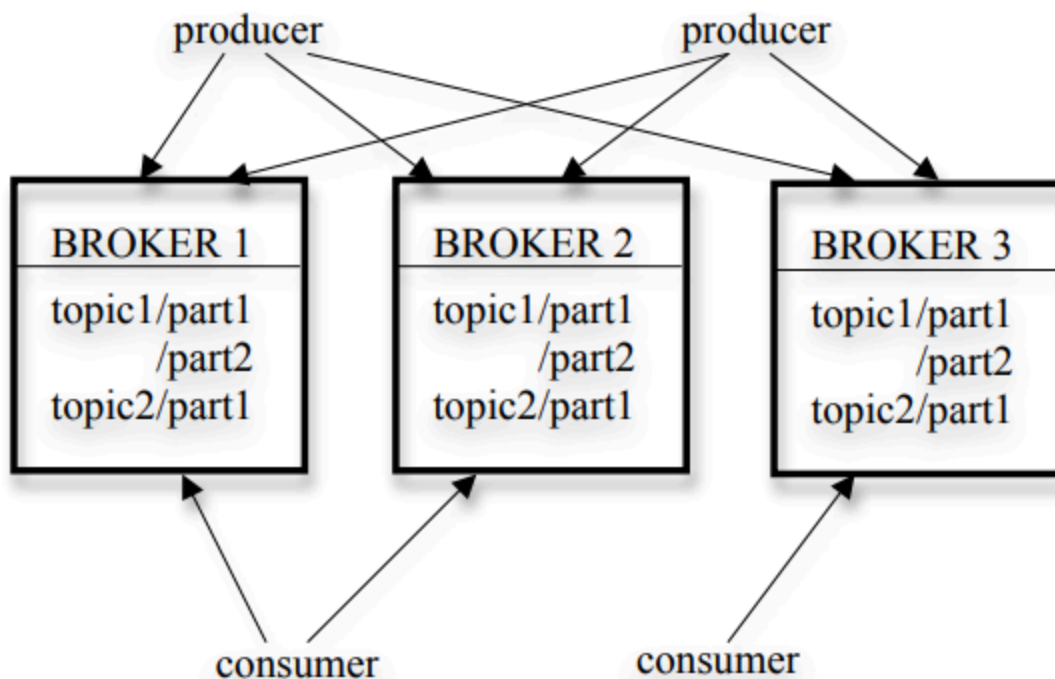 producer
producer
BROKER 1
topic1/part1
/part2
topic2/part1
BROKER 2
topic1/part1
/part2
topic2/part1
BROKER 3
topic1/part1
/part2
topic2/part1
consumer
consumer